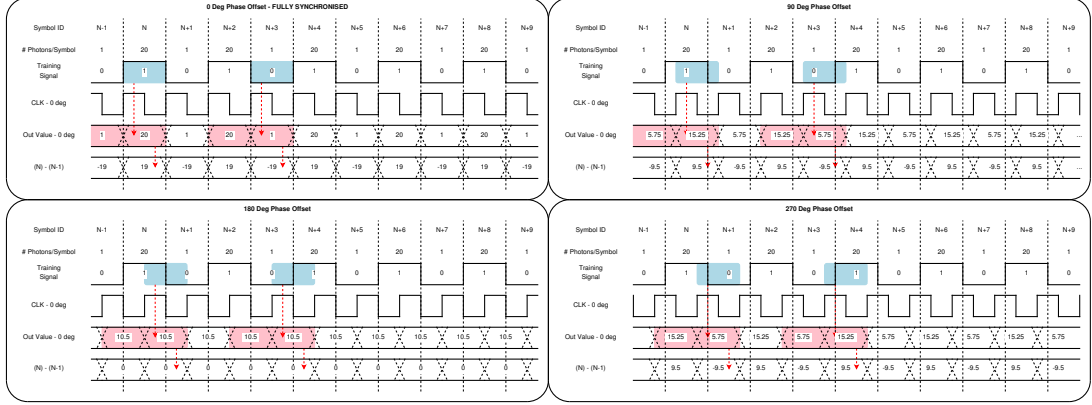 0 Deg Phase Offset - FULLY SYNCHRONISED
Symbol ID N-1 N N+1 N+2 N+3 N+4 N+5 N+6 N+7 N+8 N+9
# Photons/Symbol 1 20 1 20 1 20 1 20 1 20 1
Training Signal 0 1 0 1 0 1 0 1 0 1 0
CLK - 0 deg
Out Value - 0 deg 1 20 1 20 1 20 1 20 1 20 1
(N) - (N-1) -19 19 -19 19 -19 19 -19 19 -19 19 -19
90 Deg Phase Offset
Symbol ID N-1 N N+1 N+2 N+3 N+4 N+5 N+6 N+7 N+8 N+9
# Photons/Symbol 1 20 1 20 1 20 1 20 1 20 1
Training Signal 0 1 0 1 0 1 0 1 0 1 0
CLK - 0 deg
Out Value - 0 deg 5.75 15.25 5.75 15.25 5.75 15.25 5.75 15.25 5.75 15.25 ...
(N) - (N-1) -9.5 9.5 -9.5 9.5 -9.5 9.5 -9.5 9.5 -9.5 9.5 ...
180 Deg Phase Offset
Symbol ID N-1 N N+1 N+2 N+3 N+4 N+5 N+6 N+7 N+8 N+9
# Photons/Symbol 1 20 1 20 1 20 1 20 1 20 1
Training Signal 0 1 0 1 0 1 0 1 0 1 0
CLK - 0 deg
Out Value - 0 deg 10.5 10.5 10.5 10.5 10.5 10.5 10.5 10.5 10.5 10.5
(N) - (N-1) 0 0 0 0 0 0 0 0 0 0
270 Deg Phase Offset
Symbol ID N-1 N N+1 N+2 N+3 N+4 N+5 N+6 N+7 N+8 N+9
# Photons/Symbol 1 20 1 20 1 20 1 20 1 20 1
Training Signal 0 1 0 1 0 1 0 1 0 1 0
CLK - 0 deg
Out Value - 0 deg 15.25 5.75 15.25 5.75 15.25 5.75 15.25 5.75 15.25 5.75
(N) - (N-1) 9.5 -9.5 9.5 -9.5 9.5 -9.5 9.5 -9.5 9.5 -9.5